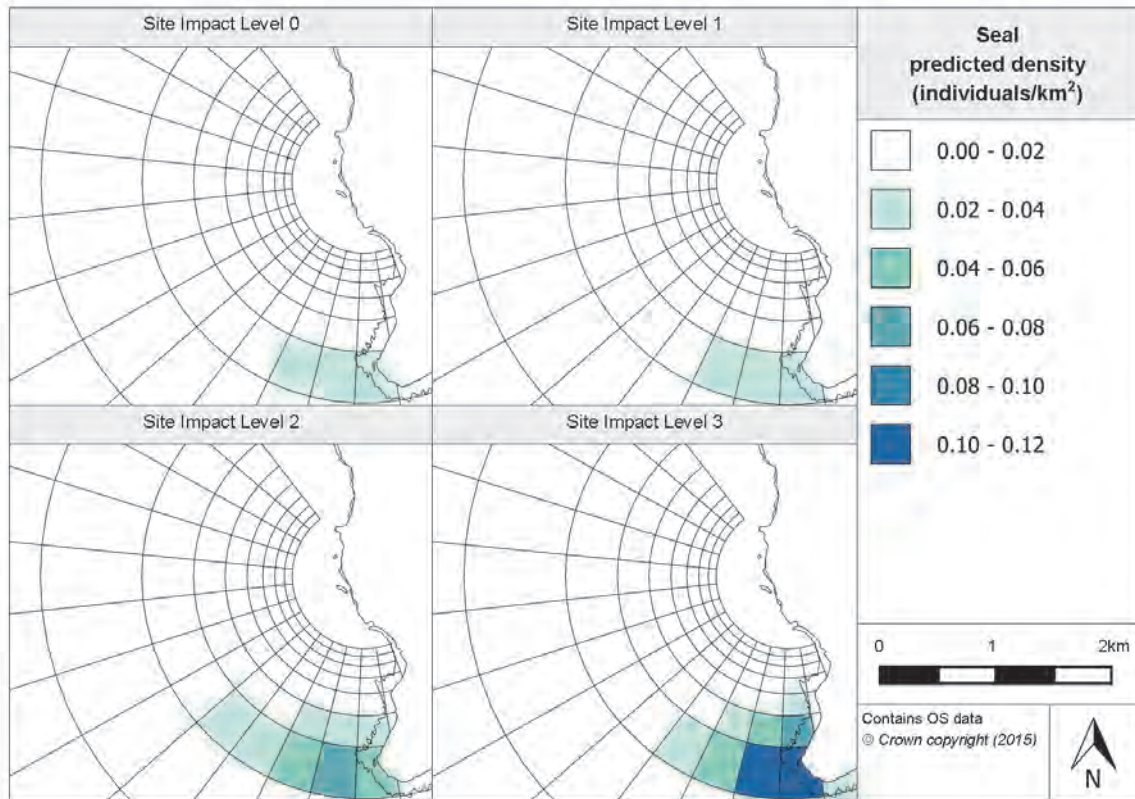 Site Impact Level 0
Site Impact Level 1
Site Impact Level 2
Site Impact Level 3
Seal
predicted density
(individuals/km²)
0.00 - 0.02
0.02 - 0.04
0.04 - 0.06
0.06 - 0.08
0.08 - 0.10
0.10 - 0.12
0 1 2km
Contains OS data
© Crown copyright (2015)
N